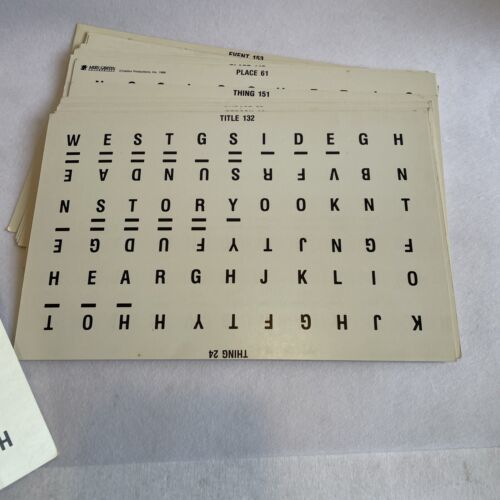 EVENT 153
PLACE 61
THING 151
TITLE 132
W E S T G S I D E G H
N B V F R S U N D A E
N S T O R Y O O K N T
F G N J T Y F U D G E
H E A R G H J K L I O
K J H G F T Y H H O T
THING 24
H